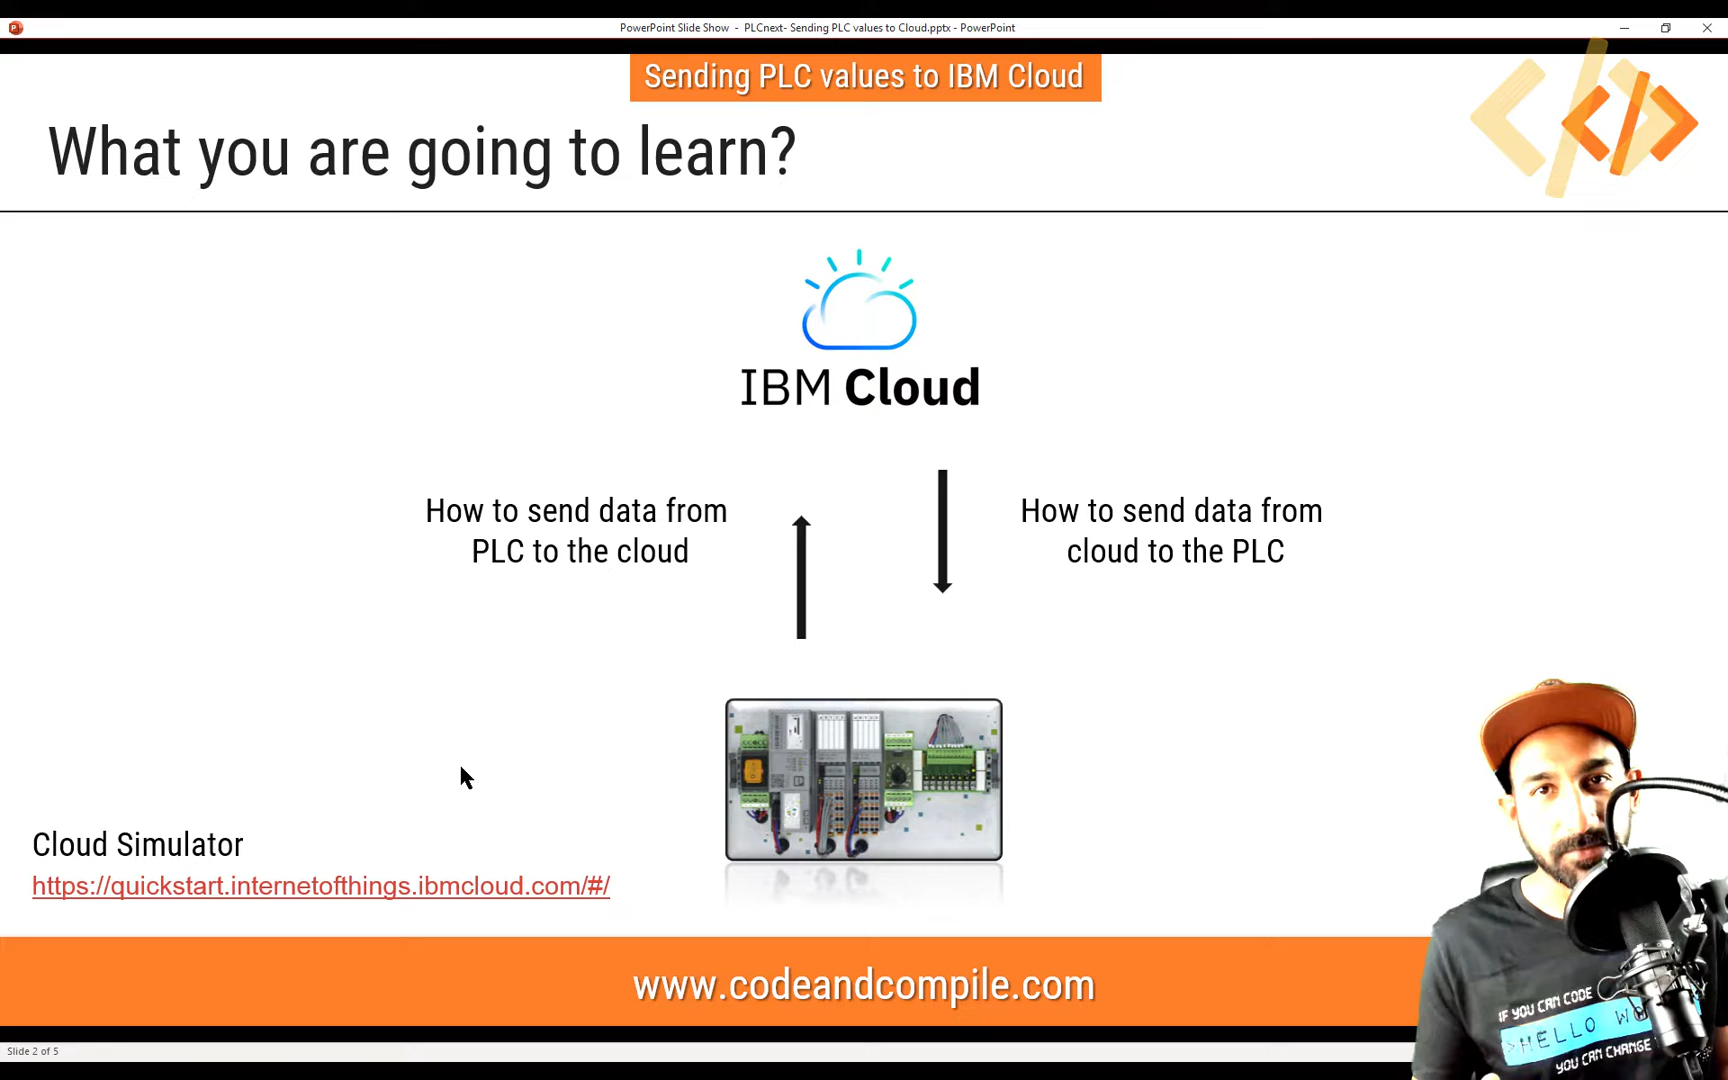 PowerPoint Slide Show - PLCnext- Sending PLC values to Cloud.pptx - PowerPoint
Sending PLC values to IBM Cloud
What you are going to learn?
IBM Cloud
How to send data from
PLC to the cloud
How to send data from
cloud to the PLC
Cloud Simulator
https://quickstart.internetofthings.ibmcloud.com/#/
www.codeandcompile.com
IF YOU CAN CODE
>HELLO WO
YOU CAN CHANGE
Slide 2 of 5